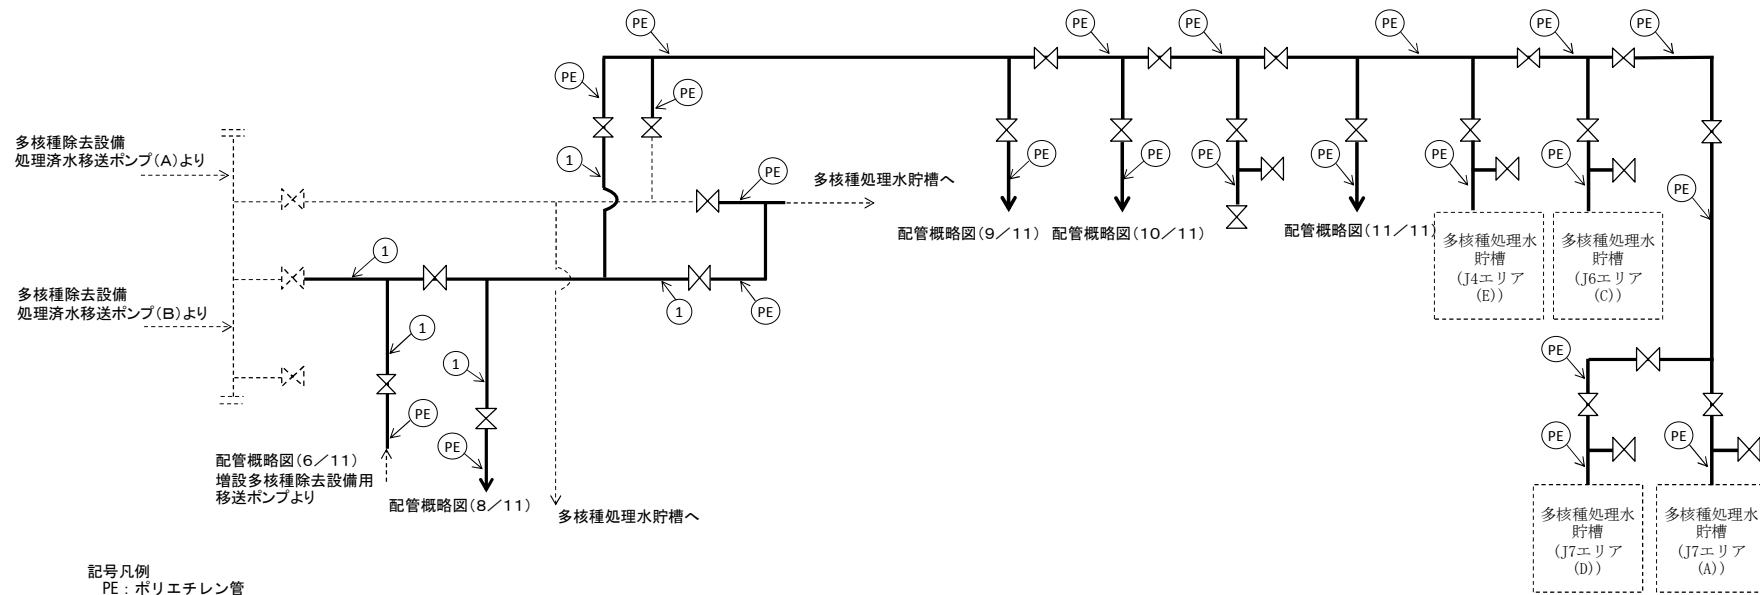 PE
PE
PE
PE
PE
PE
PE
PE
PE
1
PE
PE
PE
PE
PE
PE
PE
PE
多核種除去設備
処理済水移送ポンプ(A)より
多核種処理水貯槽へ
配管概略図(9/11)
配管概略図(10/11)
配管概略図(11/11)
多核種処理水
貯槽
(J4エリア
(E))
多核種処理水
貯槽
(J6エリア
(C))
1
多核種除去設備
処理済水移送ポンプ(B)より
1
PE
1
1
PE
PE
PE
PE
PE
配管概略図(6/11)
増設多核種除去設備用
移送ポンプより
配管概略図(8/11)
多核種処理水貯槽へ
多核種処理水
貯槽
(J7エリア
(D))
多核種処理水
貯槽
(J7エリア
(A))
記号凡例
PE:ポリエチレン管